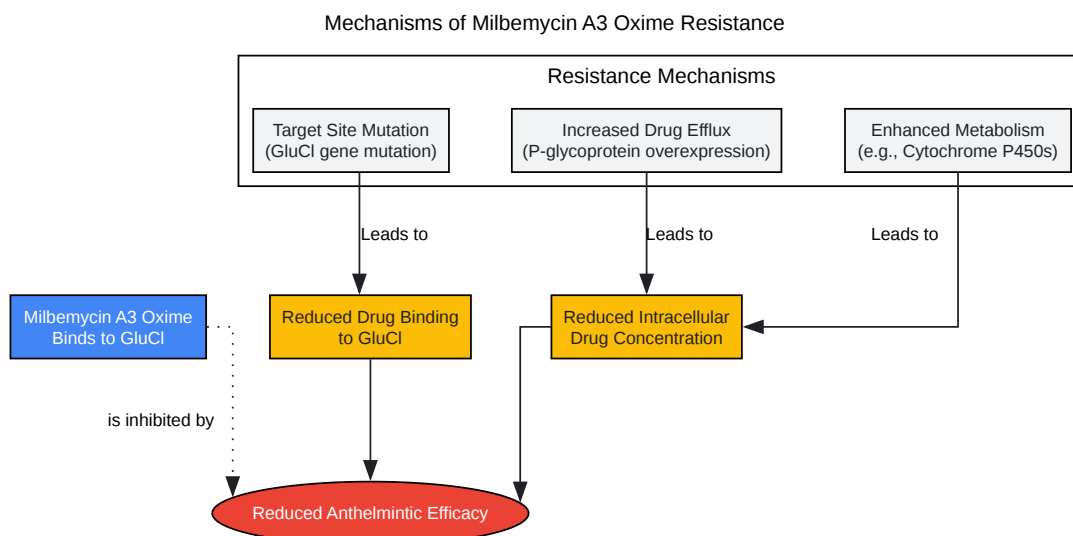 Mechanisms of Milbemycin A3 Oxime Resistance
Resistance Mechanisms
Target Site Mutation
(GluCl gene mutation)
Increased Drug Efflux
(P-glycoprotein overexpression)
Enhanced Metabolism
(e.g., Cytochrome P450s)
Leads to
Leads to
Leads to
Milbemycin A3 Oxime
Binds to GluCl
Reduced Drug Binding
to GluCl
Reduced Intracellular
Drug Concentration
is inhibited by
Reduced Anthelmintic Efficacy